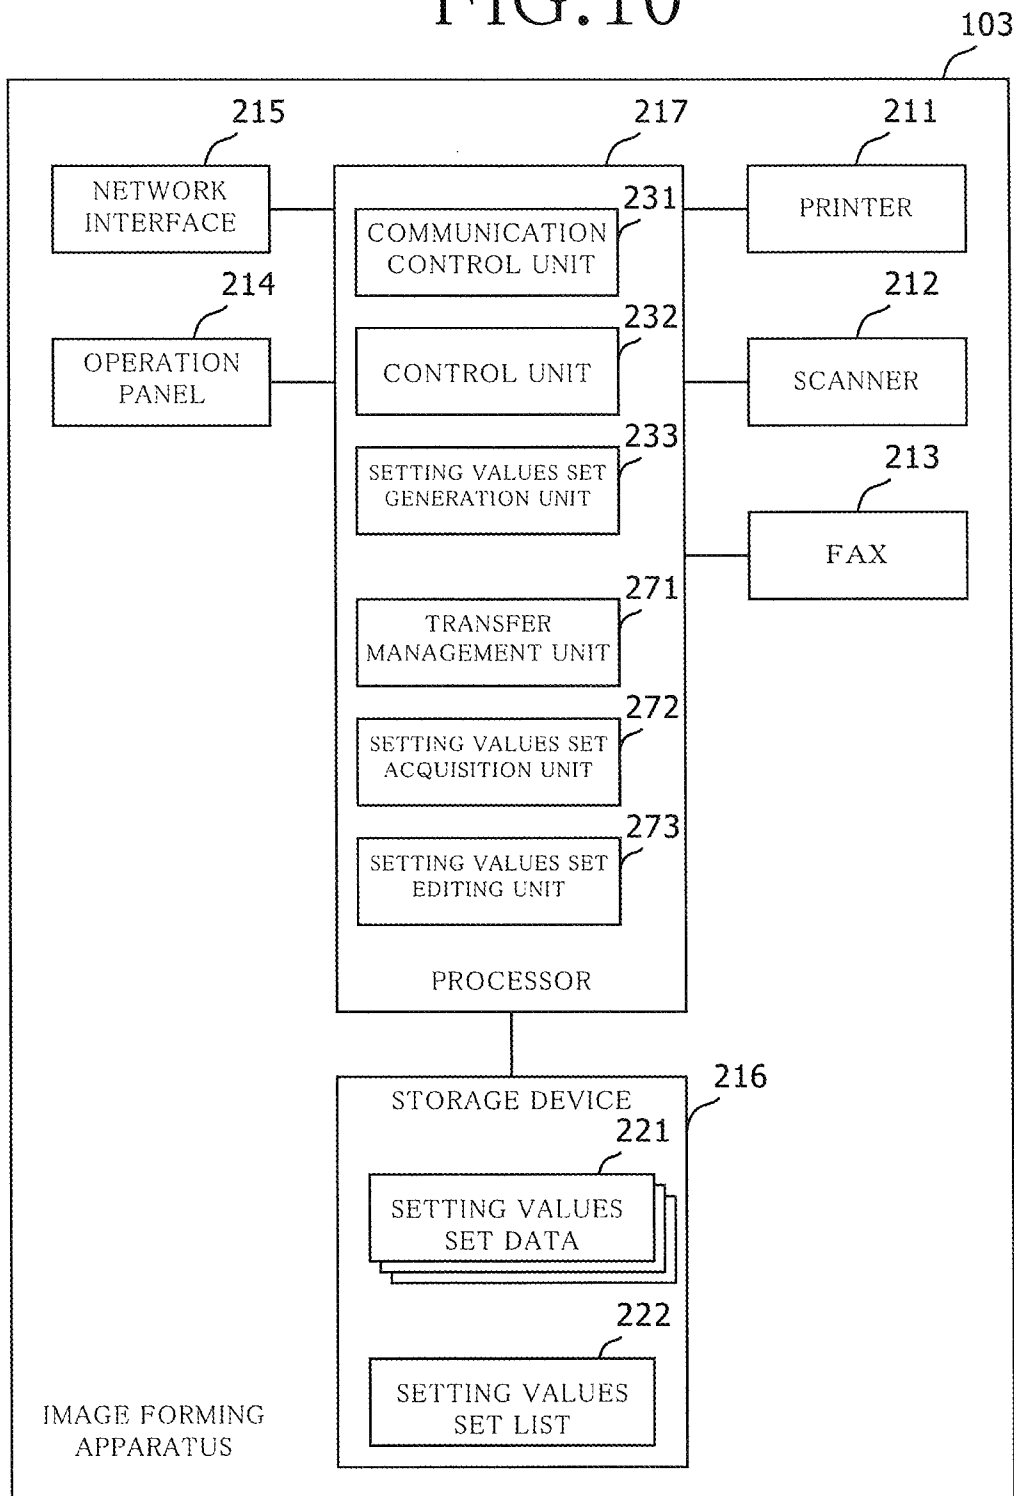 FIG.10
103
215
217
211
NETWORK
INTERFACE
231
COMMUNICATION
CONTROL UNIT
PRINTER
214
232
212
OPERATION
PANEL
CONTROL UNIT
SCANNER
233
SETTING VALUES SET
GENERATION UNIT
213
FAX
271
TRANSFER
MANAGEMENT UNIT
272
SETTING VALUES SET
ACQUISITION UNIT
273
SETTING VALUES SET
EDITING UNIT
PROCESSOR
216
STORAGE DEVICE
221
SETTING VALUES
SET DATA
222
SETTING VALUES
SET LIST
IMAGE FORMING
APPARATUS